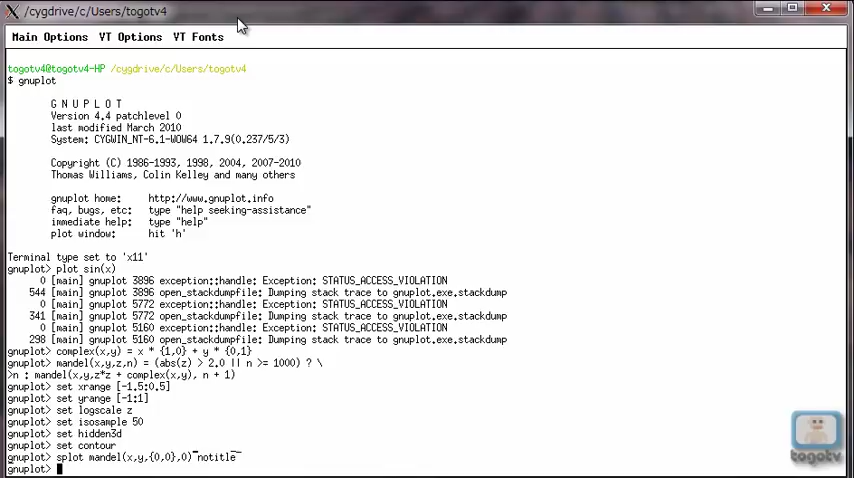 /cygdrive/c/Users/togotv4
Main Options  VT Options  VT Fonts
togotv4@togotv4-HP /cygdrive/c/Users/togotv4
$ gnuplot
G N U P L O T
Version 4.4 patchlevel 0
last modified March 2010
System: CYGWIN_NT-6.1-WOW64 1.7.9(0.237/5/3)
Copyright (C) 1986-1993, 1998, 2004, 2007-2010
Thomas Williams, Colin Kelley and many others
gnuplot home:     http://www.gnuplot.info
faq, bugs, etc:   type "help seeking-assistance"
immediate help:   type "help"
plot window:      hit 'h'
Terminal type set to 'x11'
gnuplot> plot sin(x)
0 [main] gnuplot 3896 exception::handle: Exception: STATUS_ACCESS_VIOLATION
544 [main] gnuplot 3896 open_stackdumpfile: Dumping stack trace to gnuplot.exe.stackdump
0 [main] gnuplot 5772 exception::handle: Exception: STATUS_ACCESS_VIOLATION
341 [main] gnuplot 5772 open_stackdumpfile: Dumping stack trace to gnuplot.exe.stackdump
0 [main] gnuplot 5160 exception::handle: Exception: STATUS_ACCESS_VIOLATION
298 [main] gnuplot 5160 open_stackdumpfile: Dumping stack trace to gnuplot.exe.stackdump
gnuplot> complex(x,y) = x * {1,0} + y * {0,1}
gnuplot> mandel(x,y,z,n) = (abs(z) > 2.0 || n >= 1000) ? \
>n : mandel(x,y,z*z + complex(x,y), n + 1)
gnuplot> set xrange [-1.5:0.5]
gnuplot> set yrange [-1:1]
gnuplot> set logscale z
gnuplot> set isosample 50
gnuplot> set hidden3d
gnuplot> set contour
gnuplot> splot mandel(x,y,{0,0},0) notitle
gnuplot>
togotv